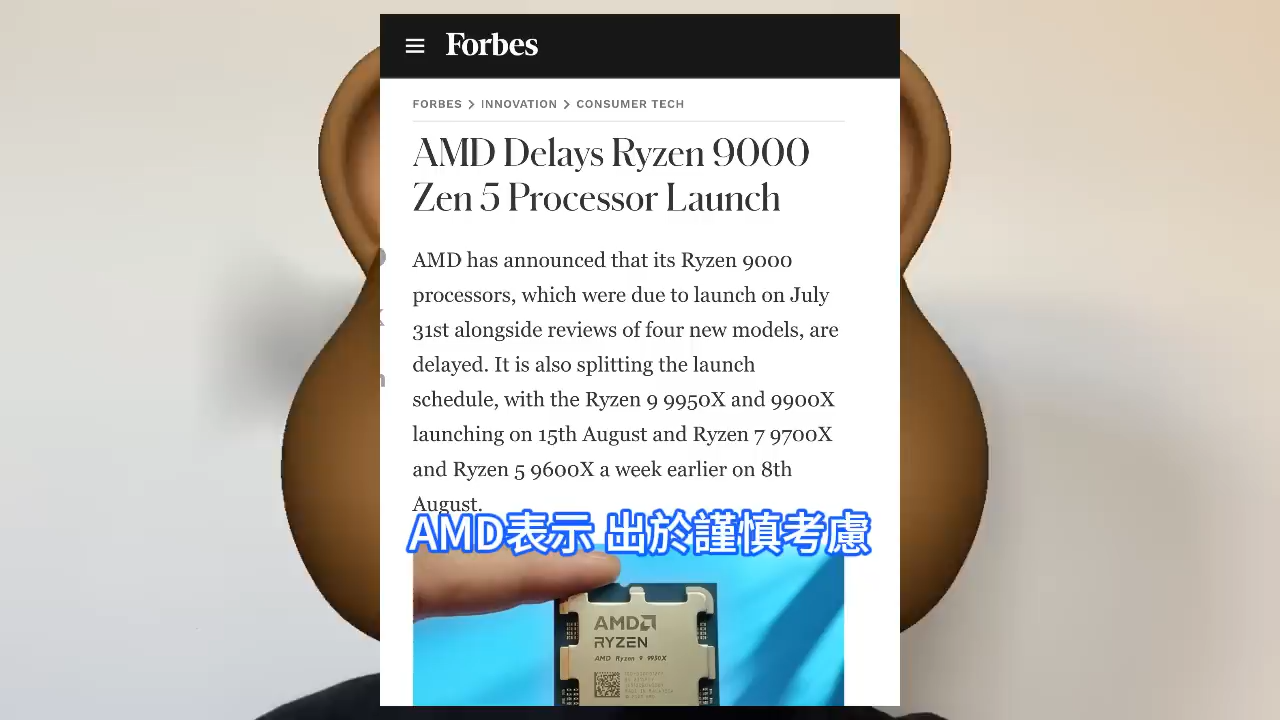 Forbes
FORBES > INNOVATION > CONSUMER TECH
AMD Delays Ryzen 9000
Zen 5 Processor Launch
AMD has announced that its Ryzen 9000
processors, which were due to launch on July
31st alongside reviews of four new models, are
delayed. It is also splitting the launch
schedule, with the Ryzen 9 9950X and 9900X
launching on 15th August and Ryzen 7 9700X
and Ryzen 5 9600X a week earlier on 8th
August.
AMD表示 出於謹慎考慮
AMD
RYZEN
AMD Ryzen 9 9950X